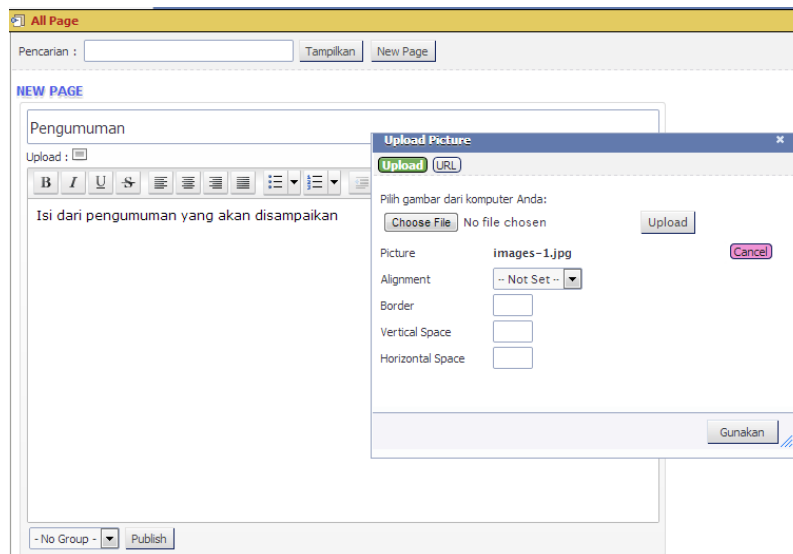 All Page
Pencarian : Tampilkan New Page
NEW PAGE
Pengumuman
Upload :
B I U S
Isi dari pengumuman yang akan disampaikan
- No Group - Publish
Upload Picture x
Upload URL
Pilih gambar dari komputer Anda:
Choose File No file chosen Upload
Picture images-1.jpg Cancel
Alignment -- Not Set --
Border
Vertical Space
Horizontal Space
Gunakan